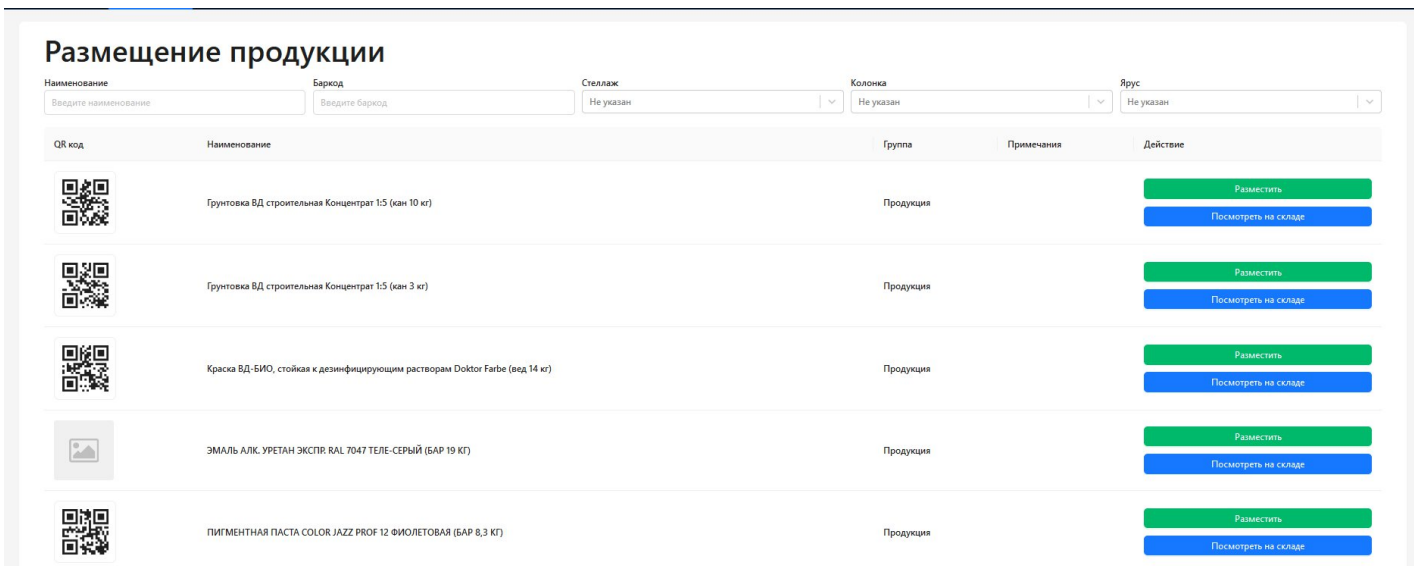 Размещение продукции
Наименование Баркод Стеллаж Колонка Ярус
Введите наименование Введите баркод Не указан Не указан Не указан
QR код Наименование Группа Примечания Действие
Разместить
Грунтовка ВД строительная Концентрат 1:5 (кан 10 кг) Продукция
Посмотреть на складе
Разместить
Грунтовка ВД строительная Концентрат 1:5 (кан 3 кг) Продукция
Посмотреть на складе
Разместить
Краска ВД-БИО, стойкая к дезинфицирующим растворам Doktor Farbe (вед 14 кг) Продукция
Посмотреть на складе
Разместить
ЭМАЛЬ АЛК. УРЕТАН ЭКСПР. RAL 7047 ТЕЛЕ-СЕРЫЙ (БАР 19 КГ) Продукция
Посмотреть на складе
Разместить
ПИГМЕНТНАЯ ПАСТА COLOR JAZZ PROF 12 ФИОЛЕТОВАЯ (БАР 8,3 КГ) Продукция
Посмотреть на складе